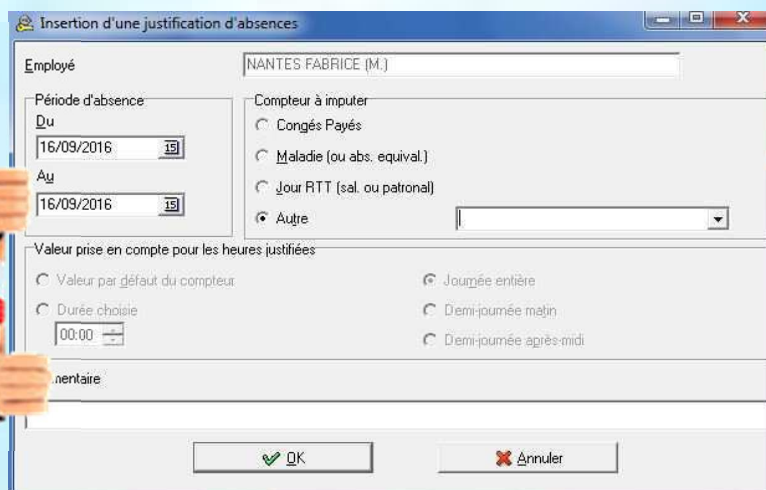 Insertion d'une justification d'absences
Employé
NANTES FABRICE (M.)
Période d'absence
Du
16/09/2016
15
Au
16/09/2016
15
Compteur à imputer
Congés Payés
Maladie (ou abs. equival.)
Jour RTT (sal. ou patronal)
Autre
Valeur prise en compte pour les heures justifiées
Valeur par défaut du compteur
Durée choisie
00:00
Journée entière
Demi-journée matin
Demi-journée après-midi
mentaire
OK
Annuler